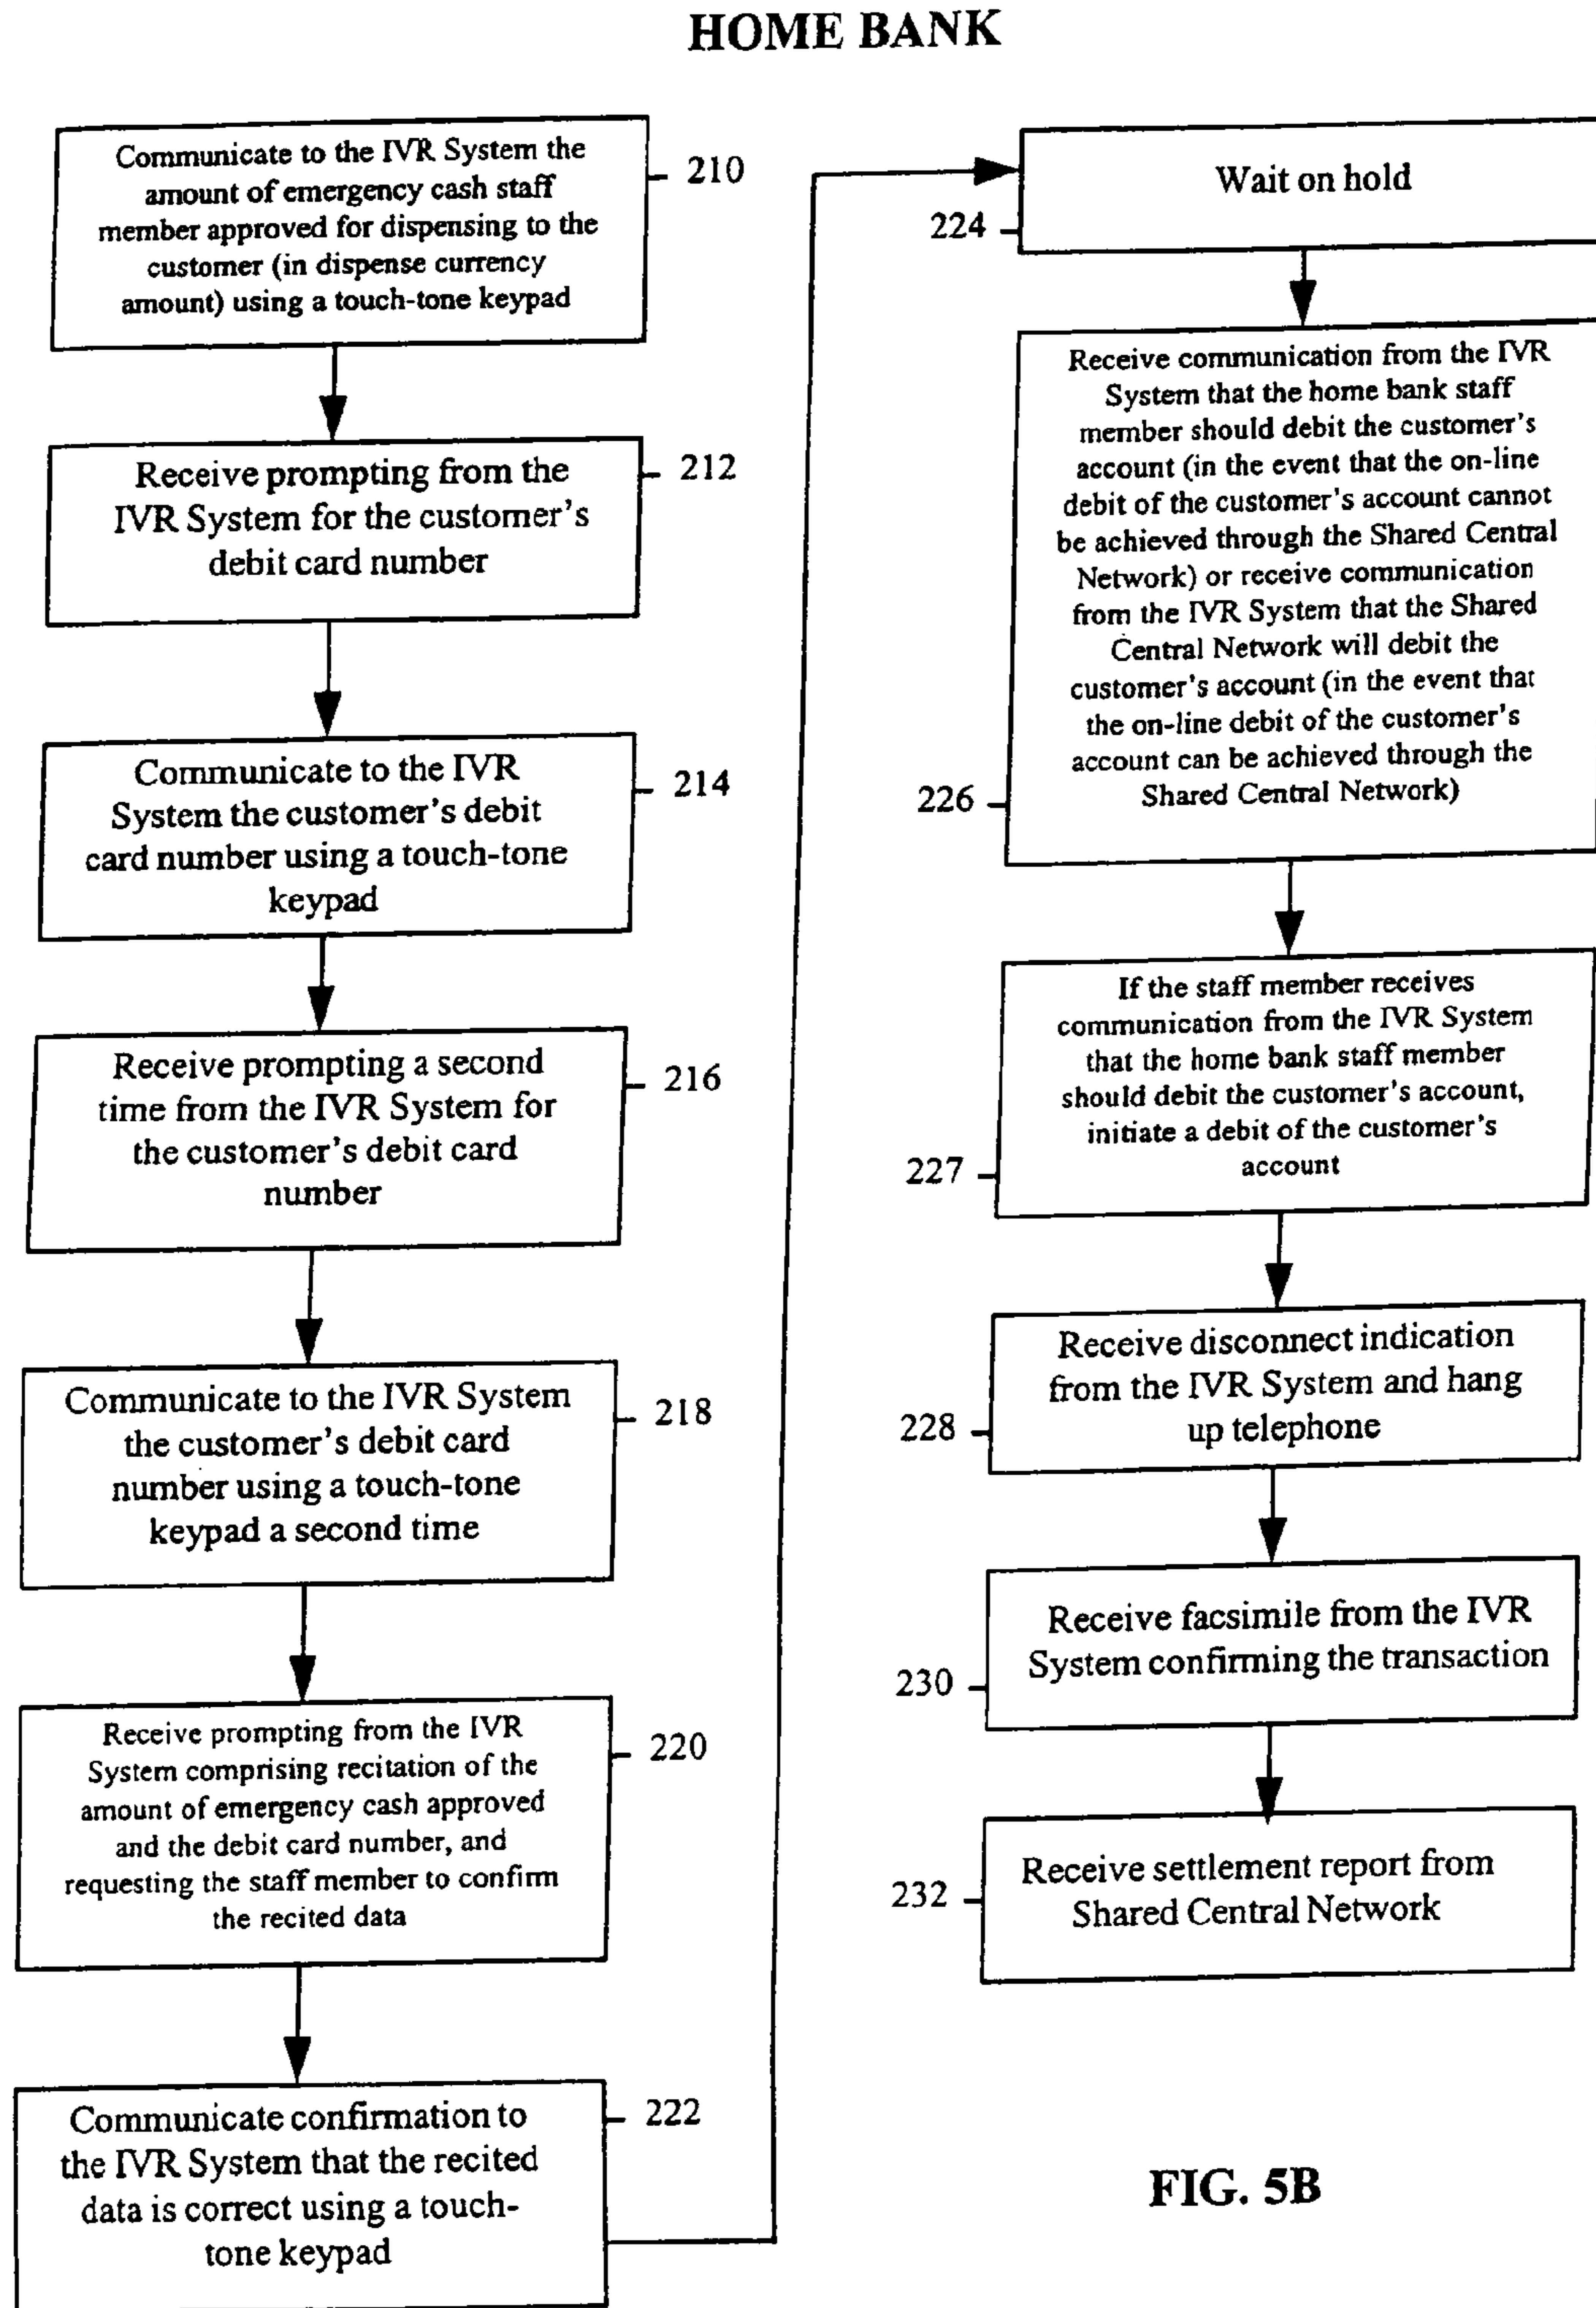 HOME BANK
Communicate to the IVR System the
amount of emergency cash staff
member approved for dispensing to the
customer (in dispense currency
amount) using a touch-tone keypad
210
Receive prompting from the
IVR System for the customer's
debit card number
212
Communicate to the IVR
System the customer's debit
card number using a touch-tone
keypad
214
Receive prompting a second
time from the IVR System for
the customer's debit card
number
216
Communicate to the IVR System
the customer's debit card
number using a touch-tone
keypad a second time
218
Receive prompting from the IVR
System comprising recitation of the
amount of emergency cash approved
and the debit card number, and
requesting the staff member to confirm
the recited data
220
Communicate confirmation to
the IVR System that the recited
data is correct using a touch-
tone keypad
222
Wait on hold
224
Receive communication from the IVR
System that the home bank staff
member should debit the customer's
account (in the event that the on-line
debit of the customer's account cannot
be achieved through the Shared Central
Network) or receive communication
from the IVR System that the Shared
Central Network will debit the
customer's account (in the event that
the on-line debit of the customer's
account can be achieved through the
Shared Central Network)
226
If the staff member receives
communication from the IVR System
that the home bank staff member
should debit the customer's account,
initiate a debit of the customer's
account
227
Receive disconnect indication
from the IVR System and hang
up telephone
228
Receive facsimile from the IVR
System confirming the transaction
230
Receive settlement report from
Shared Central Network
232
FIG. 5B